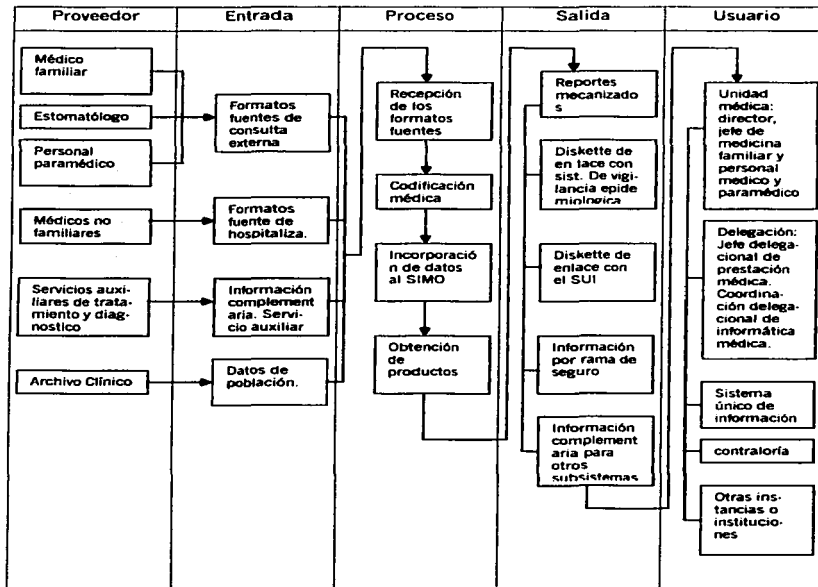 Proveedor
Entrada
Proceso
Salida
Usuario
Médico
familiar
Estomatólogo
Personal
paramédico
Médicos no
familiares
Servicios auxi-
liares de trata-
miento y diag-
nostico
Archivo Clínico
Formatos
fuentes de
consulta
externa
Formatos
fuente de
hospitaliza.
Información
complement
aria. Servi-
cio auxiliar
Datos de
población.
Recepción
de los
formatos
fuentes
Codificación
médica
Incorporació
n de datos
al SIMO
Obtención
de
productos
Reportes
mecanizado
s
Diskette de
en lace con
sist. De vigi-
lancia epide
miologica
Diskette de
enlace con
el SUI
Información
por rama de
seguro
Información
complement
aria para
otros
subsistemas
Unidad
médica:
director,
jefe de
medicina
familiar y
personal
medico y
paramédico
Delegación:
Jefe delega-
cional de
prestación
médica.
Coordina-
ción dele-
gacional de
informática
médica.
Sistema
único de
información
contraloría
Otras ins-
tancias o
institucio-
nes